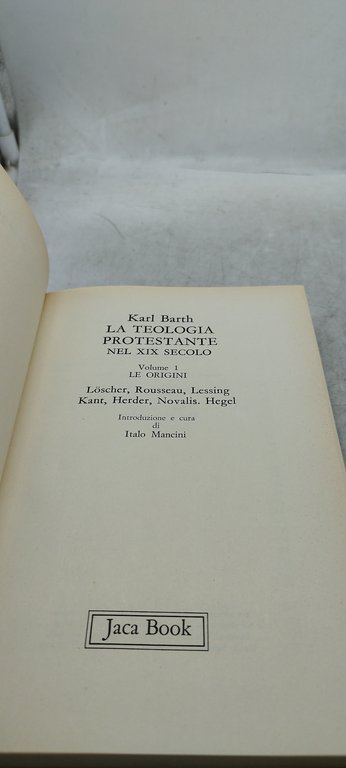 Karl Barth
LA TEOLOGIA
PROTESTANTE
NEL XIX SECOLO
Volume 1
LE ORIGINI
Löscher, Rousseau, Lessing
Kant, Herder, Novalis. Hegel
Introduzione e cura
di
Italo Mancini
Jaca Book